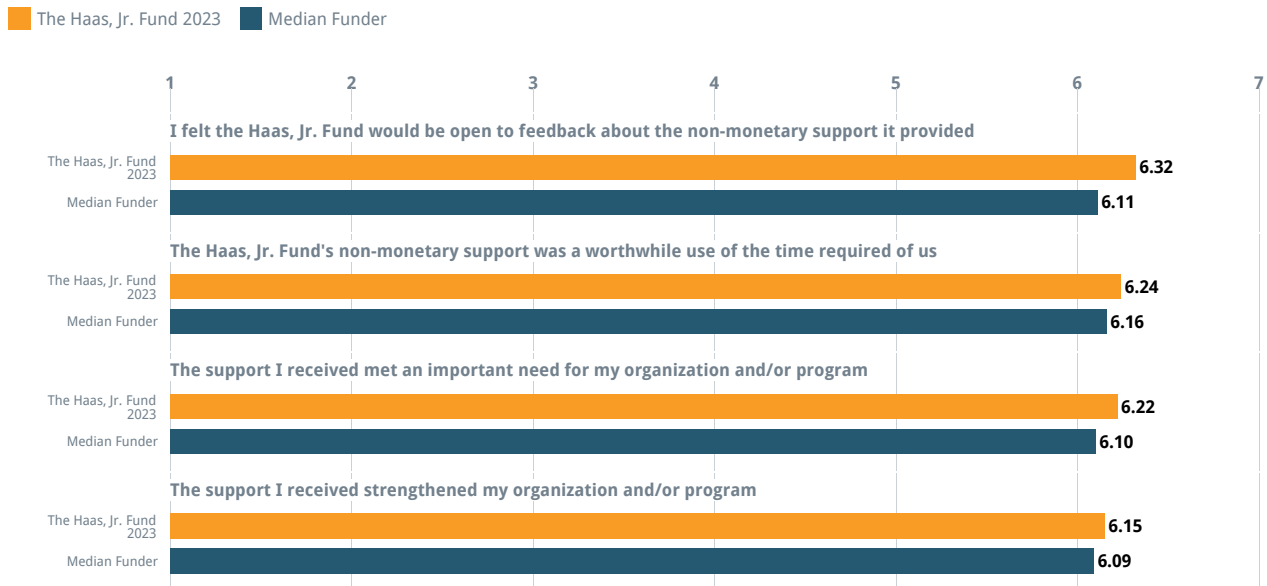 The Haas, Jr. Fund 2023 Median Funder
1 2 3 4 5 6 7
I felt the Haas, Jr. Fund would be open to feedback about the non-monetary support it provided
The Haas, Jr. Fund
2023
6.32
Median Funder 6.11
The Haas, Jr. Fund's non-monetary support was a worthwhile use of the time required of us
The Haas, Jr. Fund
2023
6.24
Median Funder 6.16
The support I received met an important need for my organization and/or program
The Haas, Jr. Fund
2023
6.22
Median Funder 6.10
The support I received strengthened my organization and/or program
The Haas, Jr. Fund
2023
6.15
Median Funder 6.09